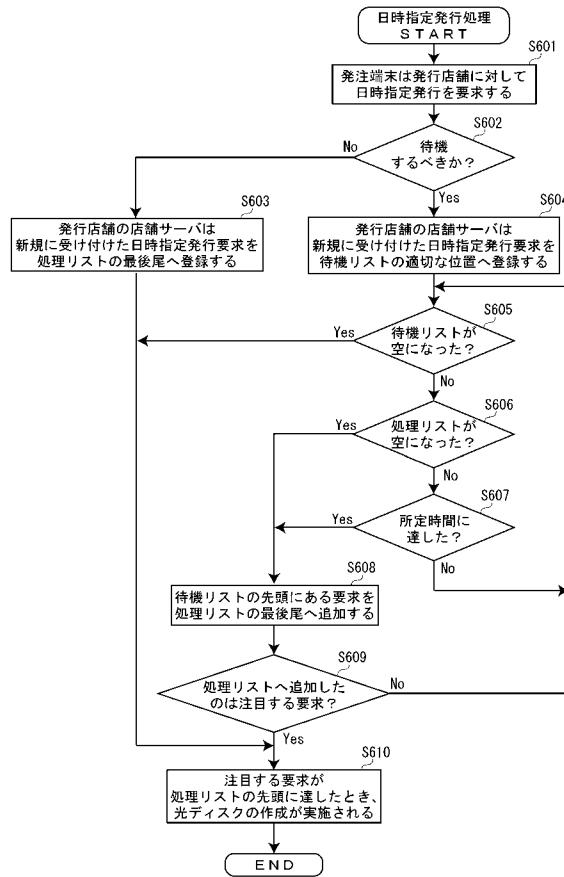 日時指定発行処理
START
S601
発注端末は発行店舗に対して
日時指定発行を要求する
S602
待機
するべきか？
No
Yes
S603
発行店舗の店舗サーバは
新規に受け付けた日時指定発行要求を
処理リストの最後尾へ登録する
S604
発行店舗の店舗サーバは
新規に受け付けた日時指定発行要求を
待機リストの適切な位置へ登録する
S605
待機リストが
空になった？
Yes
No
S606
処理リストが
空になった？
Yes
No
S607
所定時間に
達した？
Yes
No
S608
待機リストの先頭にある要求を
処理リストの最後尾へ追加する
S609
処理リストへ追加した
のは注目する要求？
No
Yes
S610
注目する要求が
処理リストの先頭に達したとき、
光ディスクの作成が実施される
END